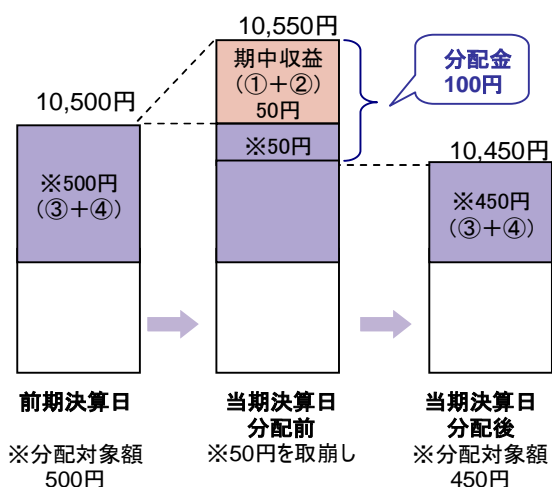 10,550円
期中収益
(①+②)
50円
分配金
100円
10,500円
※50円
10,450円
※500円
(③+④)
※450円
(③+④)
前期決算日
当期決算日
分配前
当期決算日
分配後
※分配対象額
500円
※50円を取崩し
※分配対象額
450円